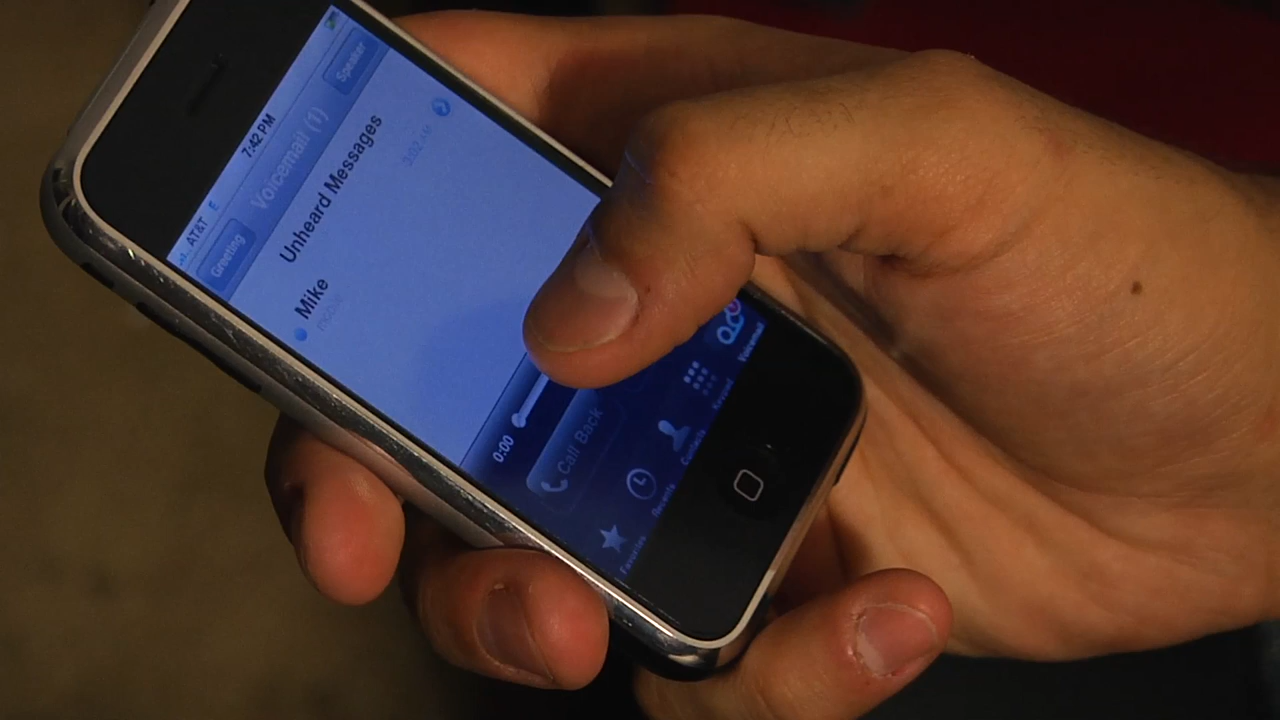 AT&T
7:42 PM
Greeting
Voicemail (1)
Speaker
Unheard Messages
Mike
0:00
Call Back
Favorites
Recents
Contacts
Keypad
Voicemail